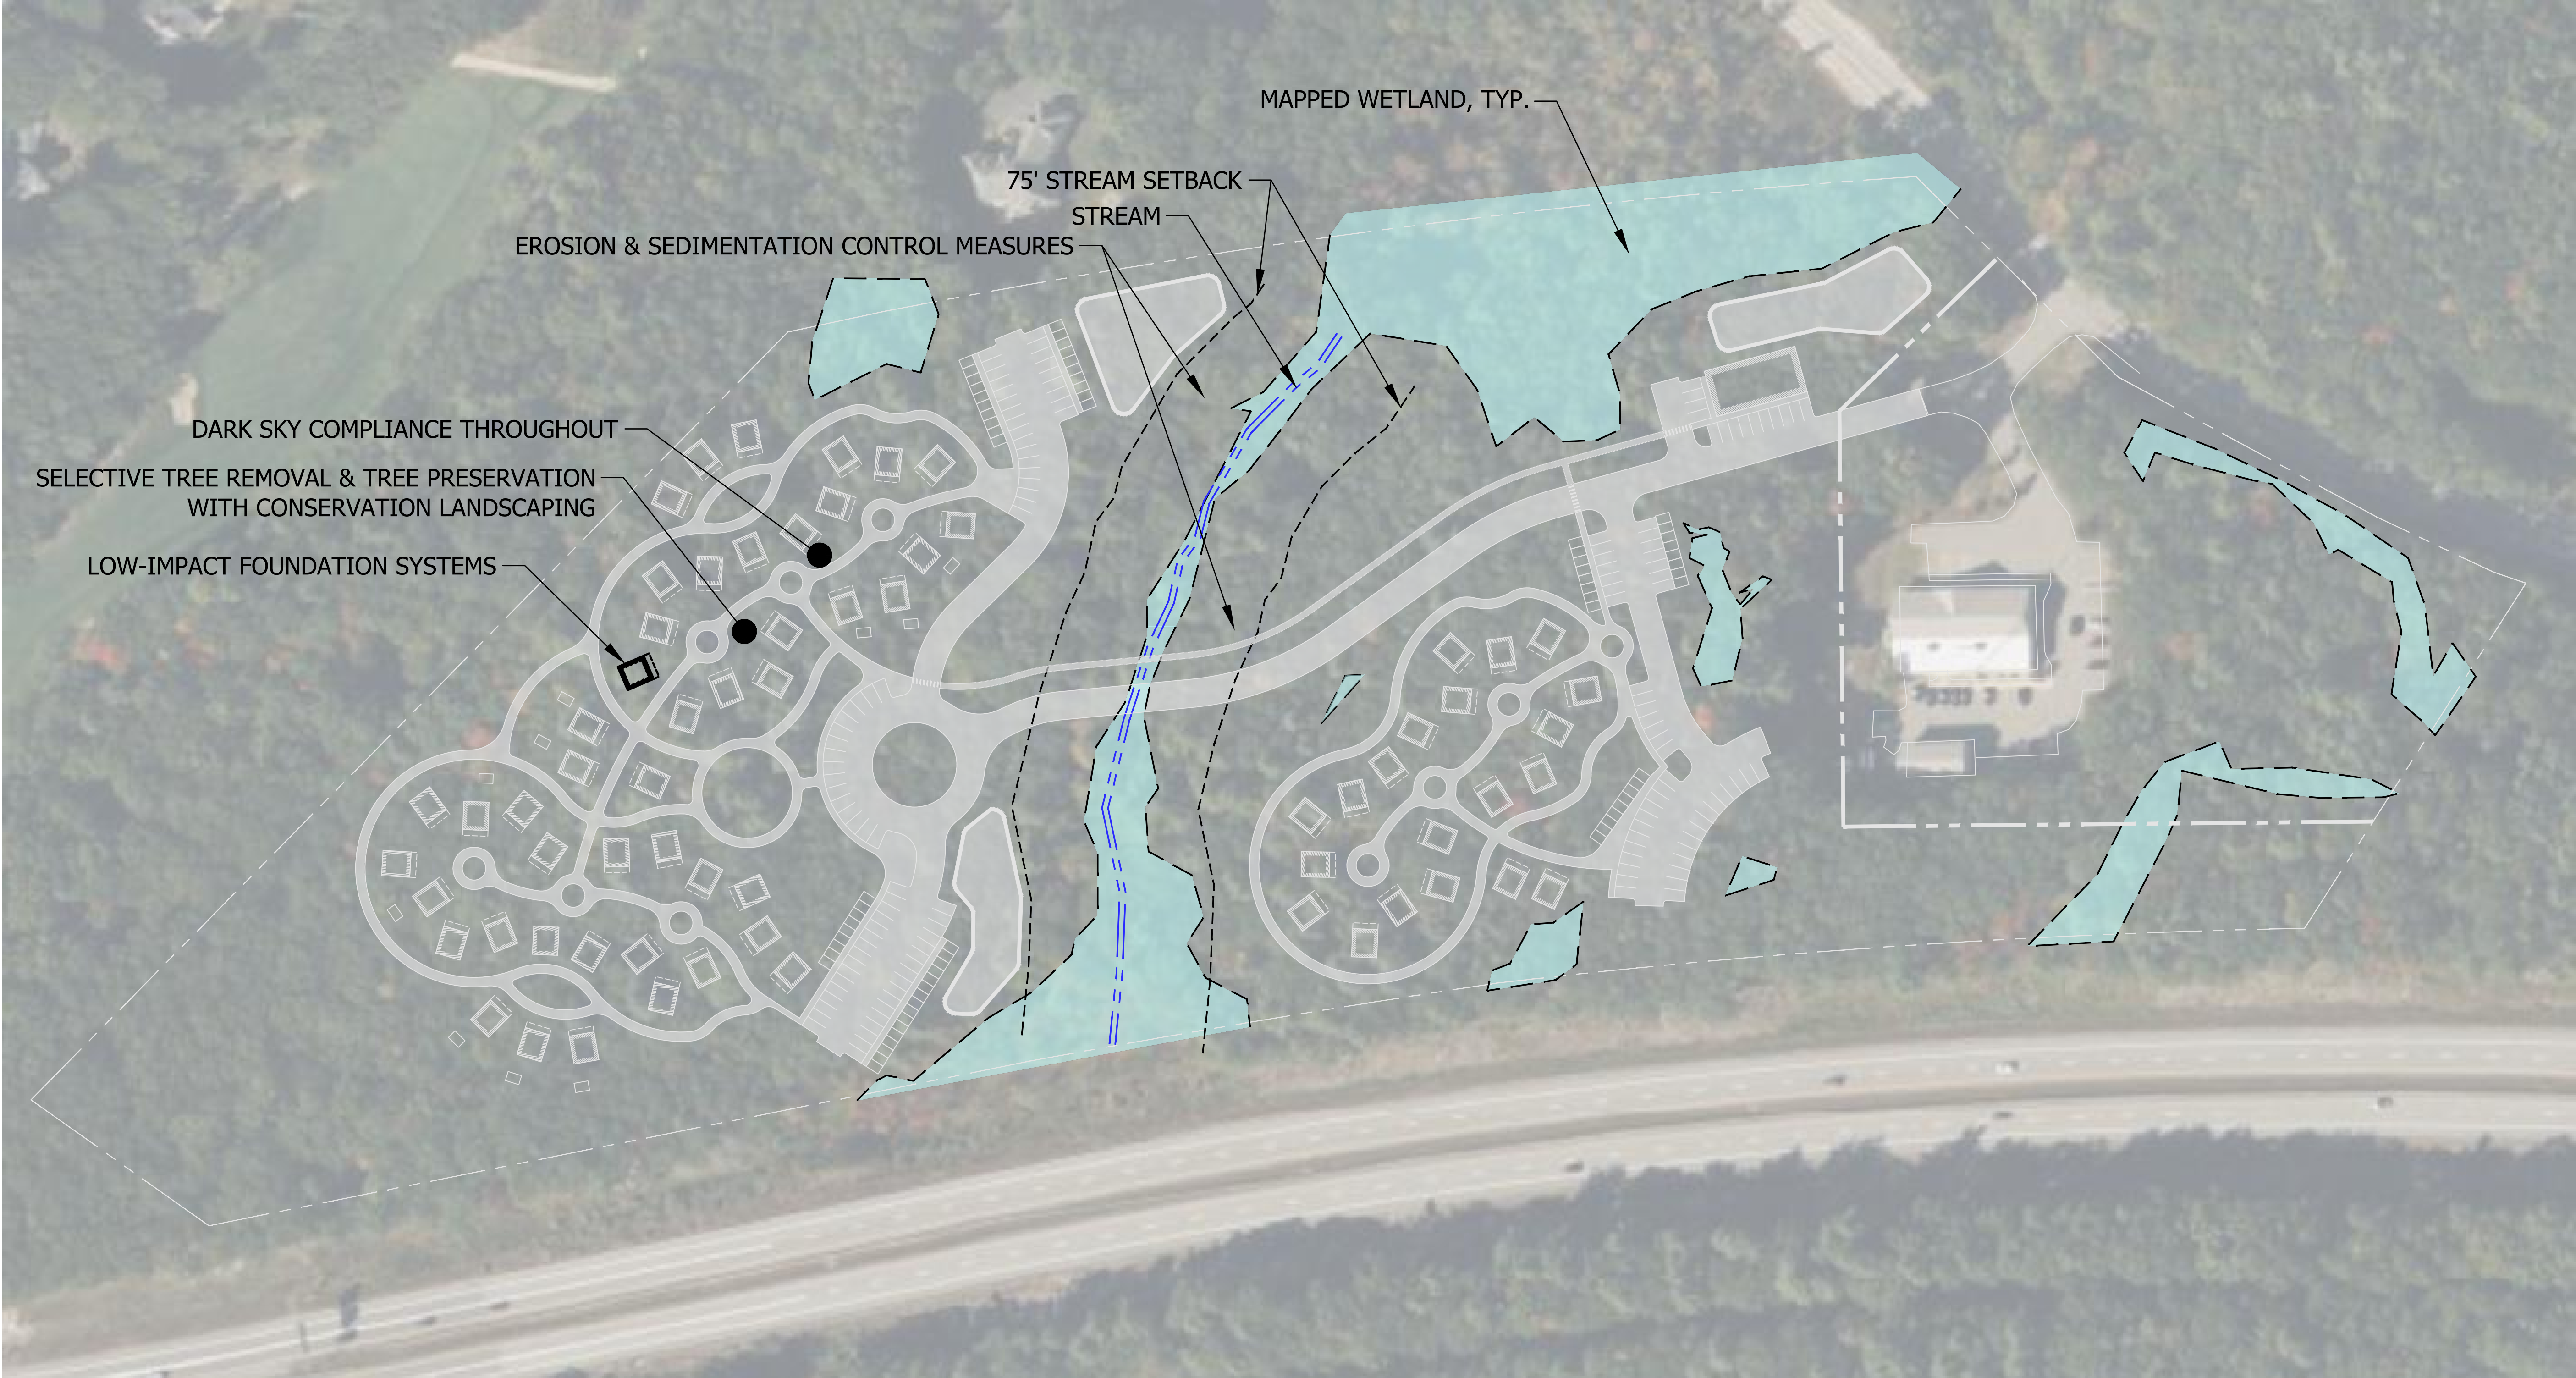 MAPPED WETLAND, TYP.
75' STREAM SETBACK
STREAM
EROSION & SEDIMENTATION CONTROL MEASURES
DARK SKY COMPLIANCE THROUGHOUT
SELECTIVE TREE REMOVAL & TREE PRESERVATION
WITH CONSERVATION LANDSCAPING
LOW-IMPACT FOUNDATION SYSTEMS